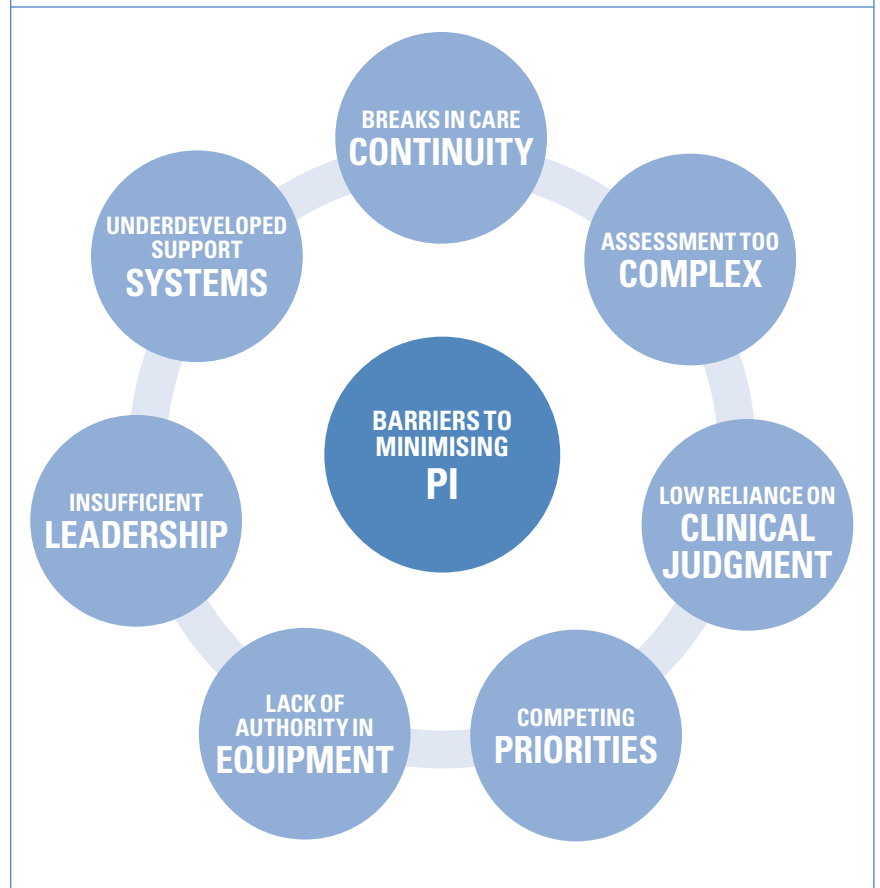 BREAKS IN CARE
CONTINUITY
ASSESSMENT TOO
COMPLEX
LOW RELIANCE ON
CLINICAL
JUDGMENT
COMPETING
PRIORITIES
LACK OF
AUTHORITY IN
EQUIPMENT
INSUFFICIENT
LEADERSHIP
UNDERDEVELOPED
SUPPORT
SYSTEMS
BARRIERS TO
MINIMISING
PI